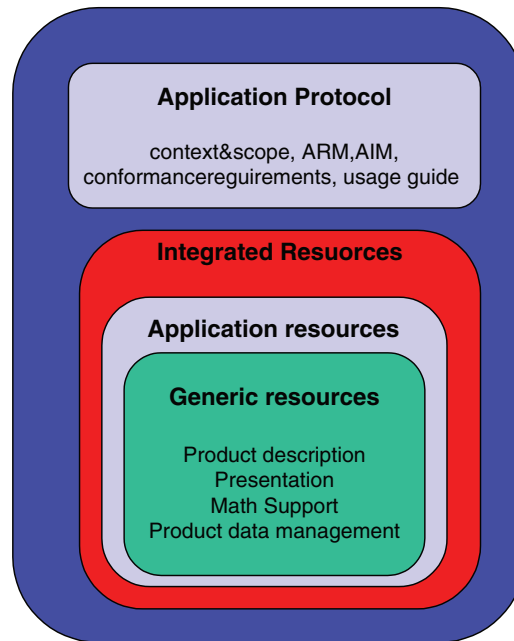 Application Protocol
context&scope, ARM,AIM,
conformancereguirements, usage guide
Integrated Resuorces
Application resources
Generic resources
Product description
Presentation
Math Support
Product data management